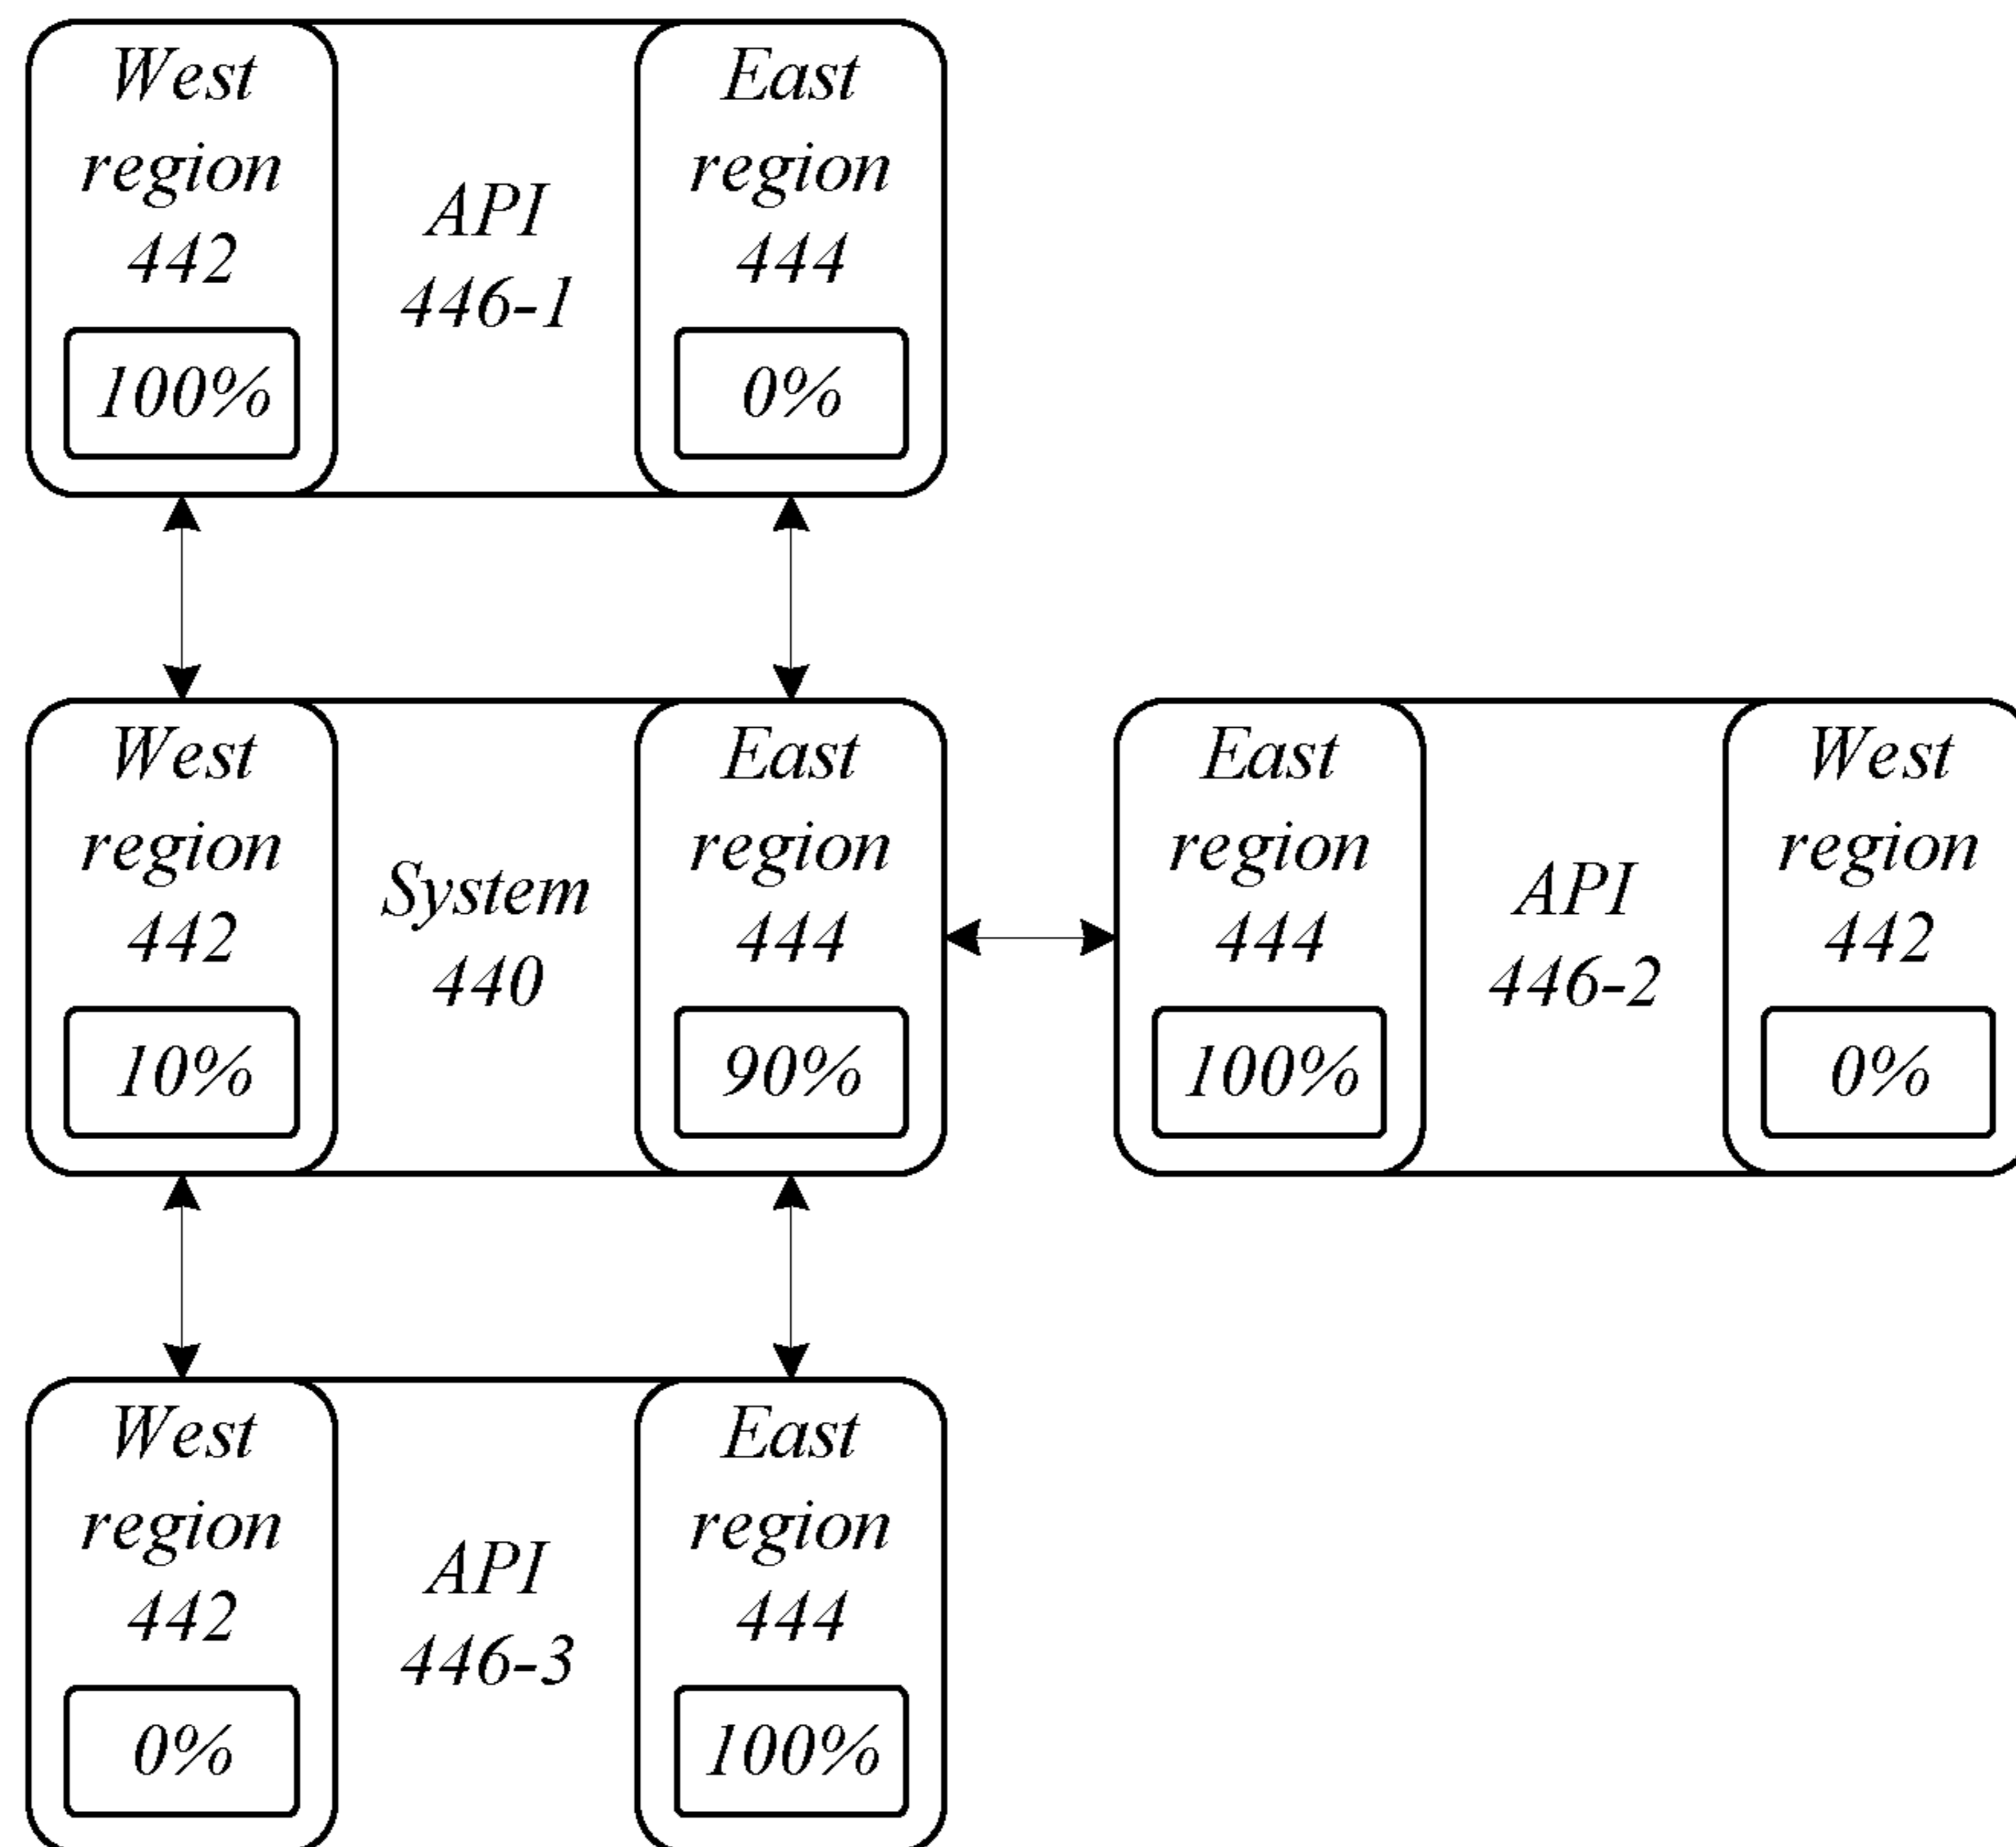 West
region
442
100%
API
446-1
East
region
444
0%
West
region
442
10%
System
440
East
region
444
90%
East
region
444
100%
API
446-2
West
region
442
0%
West
region
442
0%
API
446-3
East
region
444
100%